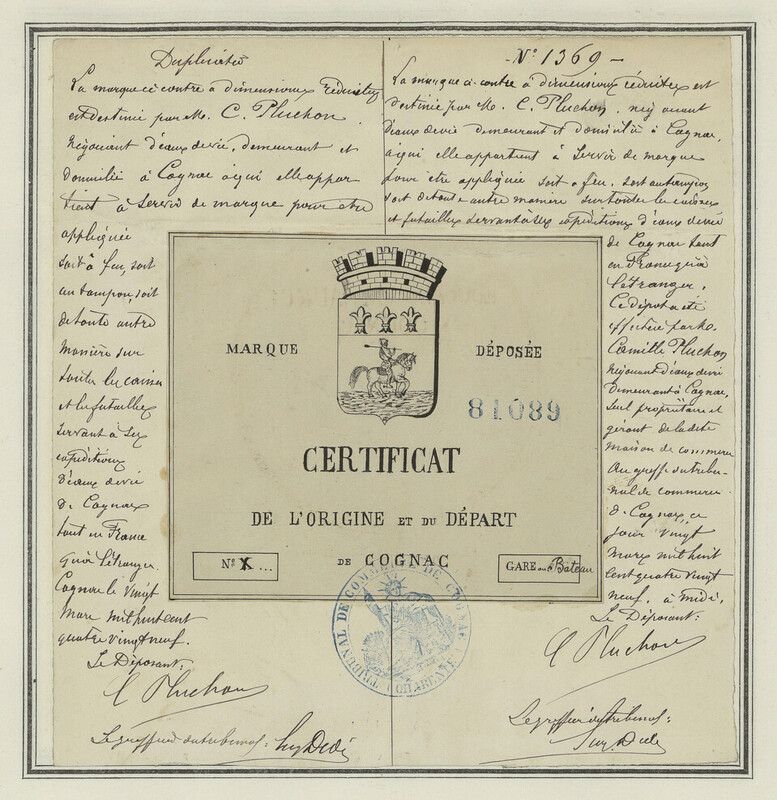 Duplicata
La marque ci contre à dimensions réduites
est destinée par M. C. Pluchon
Négociant d'eaux de vie, demeurant et
domicilié à Cognac à qui elle appar
tient à servir de marque pour être
appliquée
soit à feu, soit
au tampon, soit
de toute autre
manière sur
toutes les caisses
et les futailles
servant à ses
expéditions
d'eaux de vie
de Cognac
tant en France
qu'à l'étranger.
Cognac le vingt
Mars mil huit cent
quatre vingt neuf.
Le Déposant:
C Pluchon
Le greffier du tribunal:
N° 1369
La marque ci-contre à dimensions réduites est
destinée par M. C. Pluchon, négociant
d'eaux de vie demeurant et domicilié à Cognac,
à qui elle appartient à servir de marque
pour être appliquée soit à feu, soit au tampon
soit de toute autre manière sur toutes les caisses
et futailles servant à ses expéditions d'eaux de vie
de Cognac tant
en France qu'à
l'étranger.
Ce dépôt a été
effectué par M.
Camille Pluchon
Négociant d'eaux de vie
demeurant à Cognac,
seul propriétaire et
gérant de ladite
maison de commerce
Au greffe du tribu-
nal de commerce
de Cognac, ce
jour vingt
Mars mil huit
cent quatre vingt
neuf, à midi,
Le Déposant:
C Pluchon
Le greffier du tribunal:
MARQUE DÉPOSÉE
81089
CERTIFICAT
DE L'ORIGINE ET DU DÉPART
DE COGNAC
N° X ...
GARE ou Bateau
TRIBUNAL DE COMMERCE DE COGNAC
(CHARENTE)